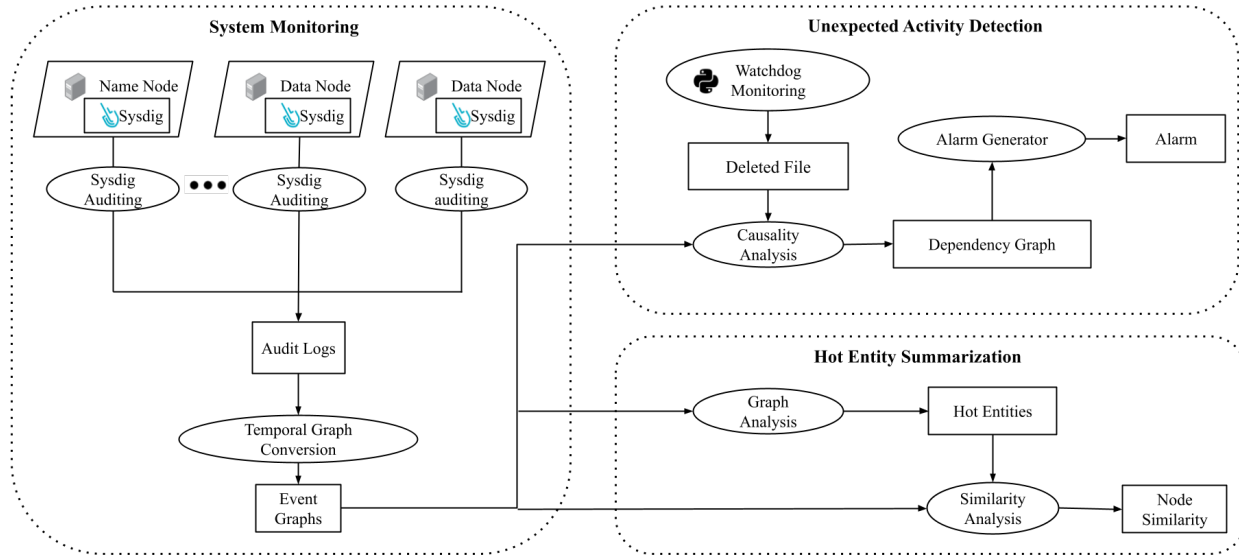 System Monitoring
Name Node
Sysdig
Data Node
Sysdig
Data Node
Sysdig
Sysdig
Auditing
Sysdig
Auditing
Sysdig
auditing
Audit Logs
Temporal Graph
Conversion
Event
Graphs
Unexpected Activity Detection
Watchdog
Monitoring
Deleted File
Causality
Analysis
Dependency Graph
Alarm Generator
Alarm
Hot Entity Summarization
Graph
Analysis
Hot Entities
Similarity
Analysis
Node
Similarity